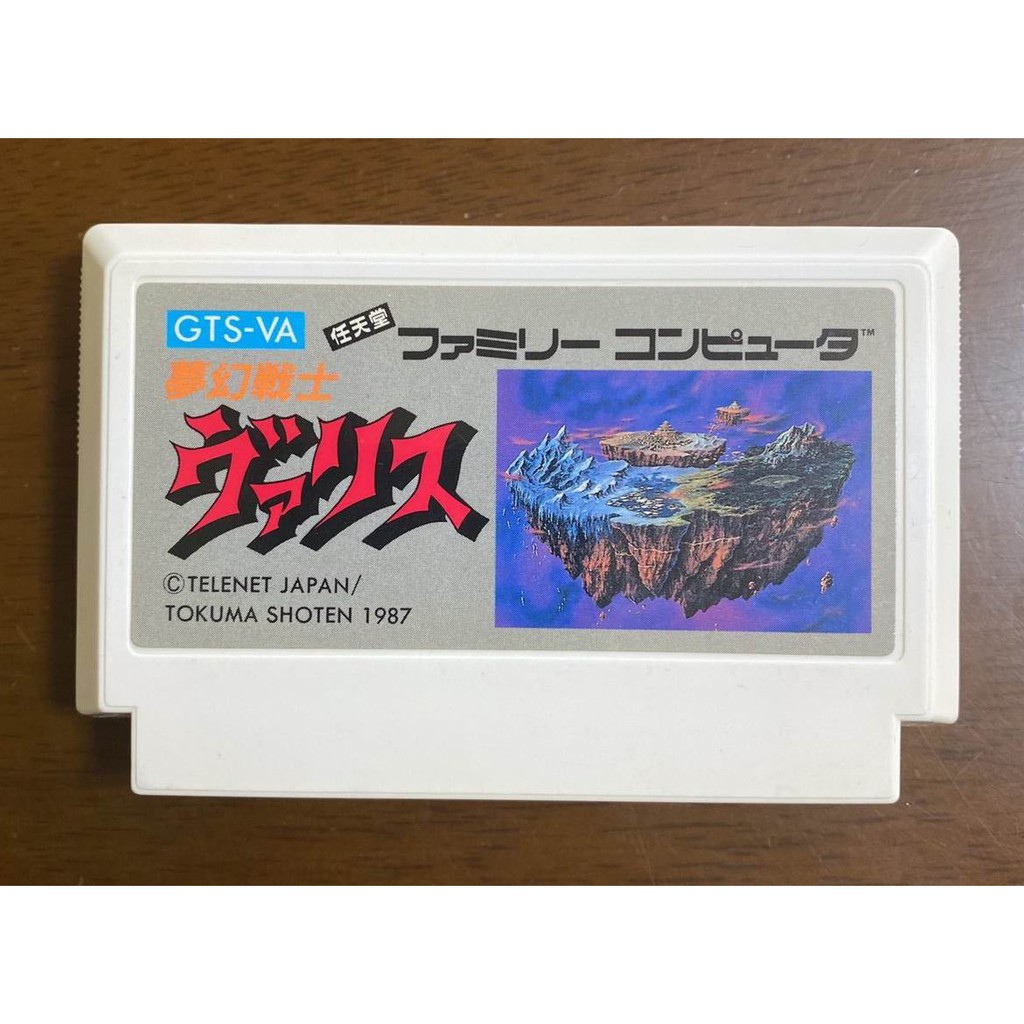 GTS-VA
任天堂 ファミリー コンピュータ™
夢幻戦士
ヴァリス
©TELENET JAPAN/
TOKUMA SHOTEN 1987